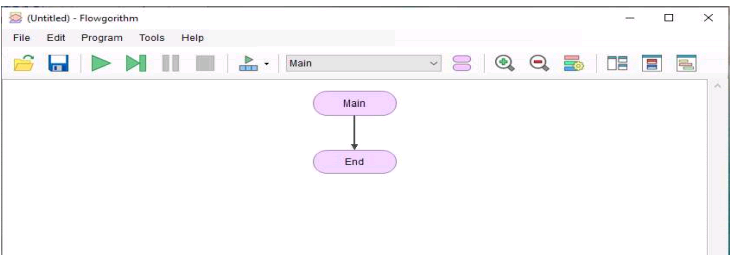 (Untitled) - Flowgorithm
File Edit Program Tools Help
Main
Main
End